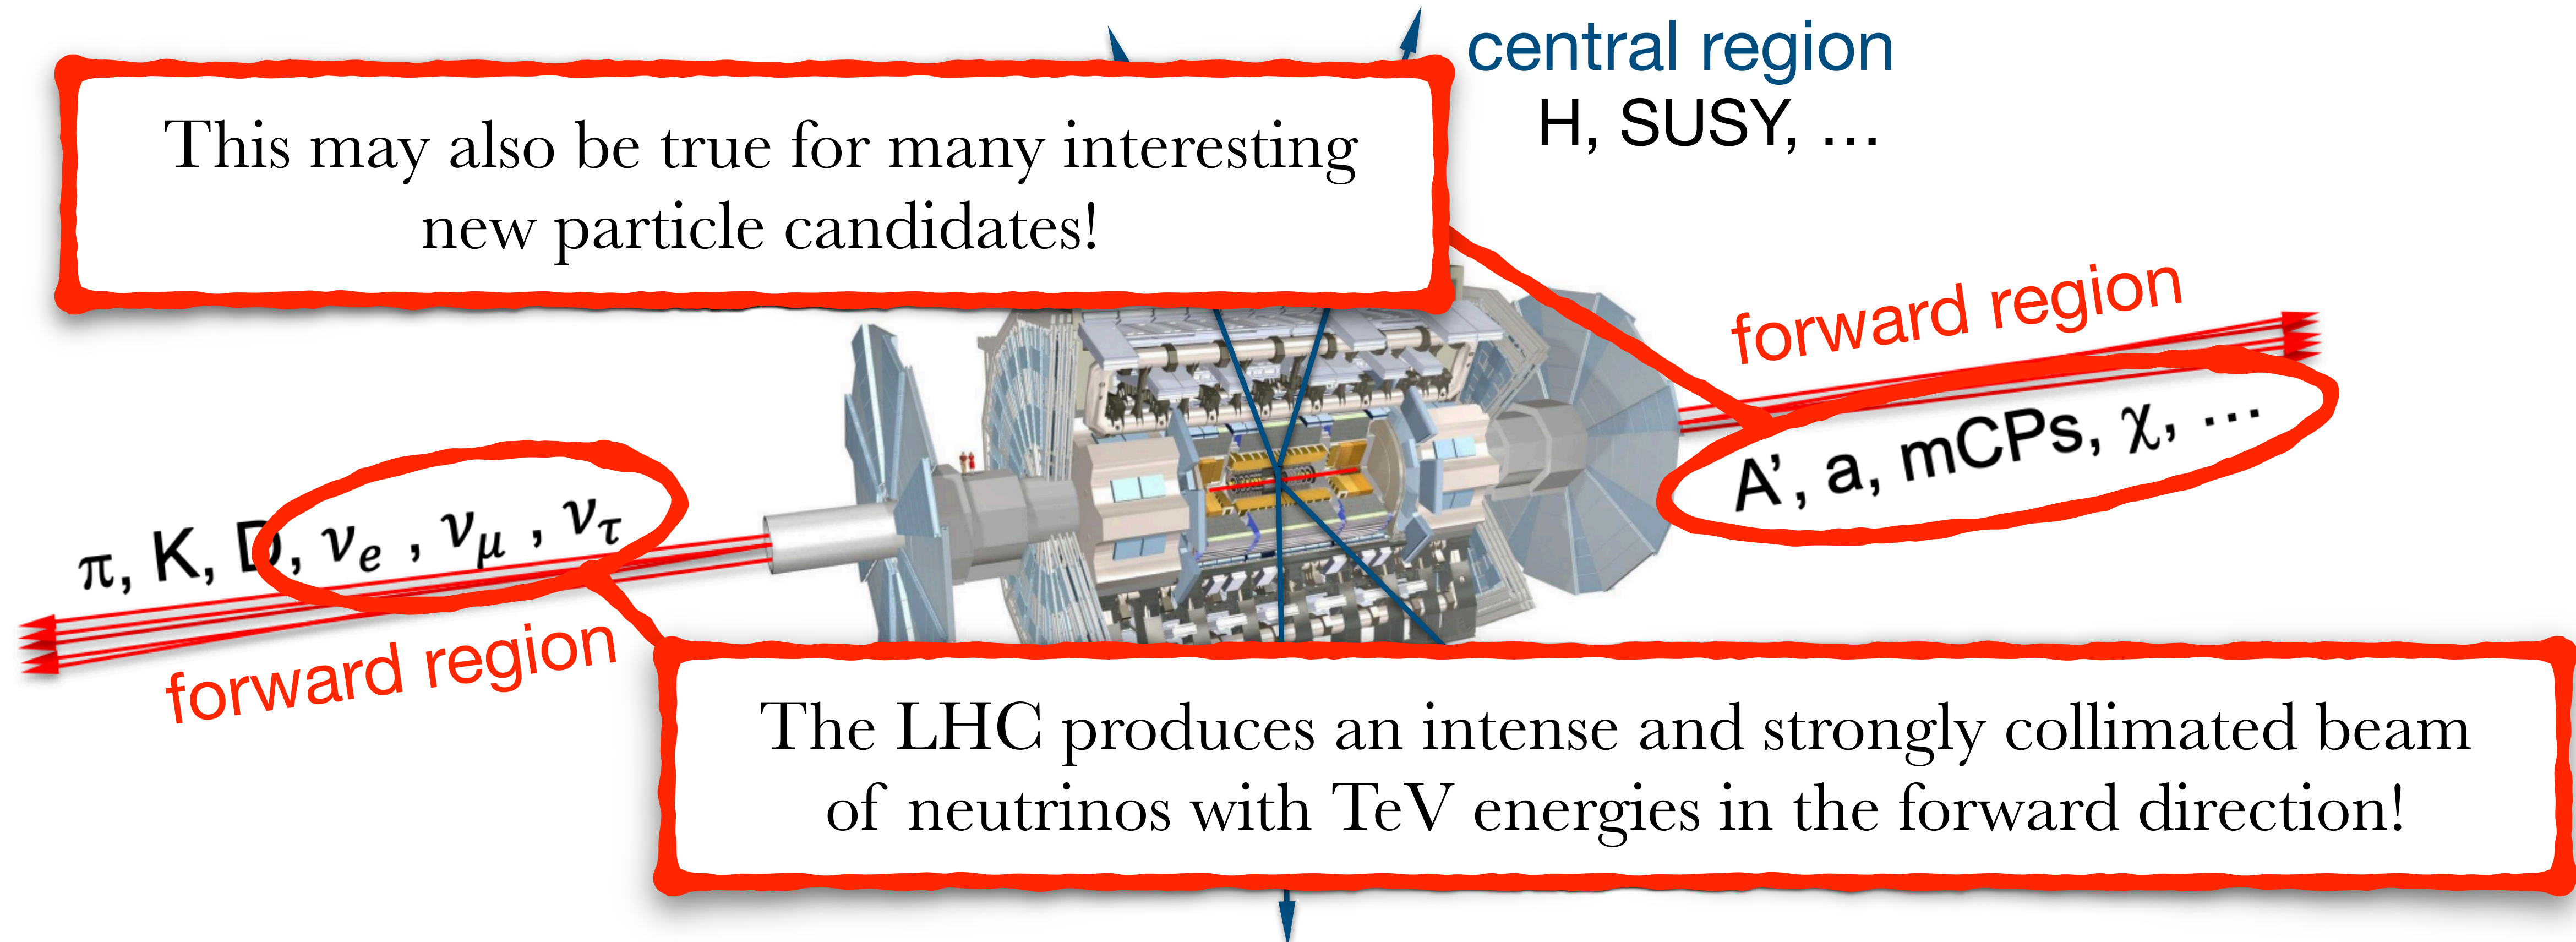 central region
H, SUSY, ...
This may also be true for many interesting
new particle candidates!
forward region
A’, a, mCPs, χ, ...
π, K, D, νe , νμ , ντ
forward region
The LHC produces an intense and strongly collimated beam
of neutrinos with TeV energies in the forward direction!